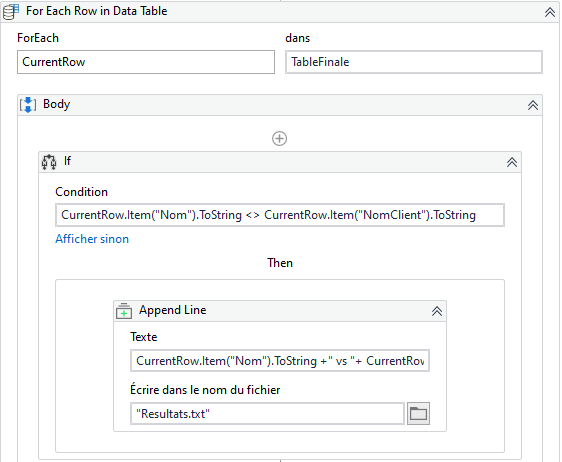 For Each Row in Data Table
ForEach dans
CurrentRow TableFinale
Body
If
Condition
CurrentRow.Item("Nom").ToString <> CurrentRow.Item("NomClient").ToString
Afficher sinon
Then
Append Line
Texte
CurrentRow.Item("Nom").ToString +" vs "+ CurrentRow
Écrire dans le nom du fichier
"Resultats.txt"